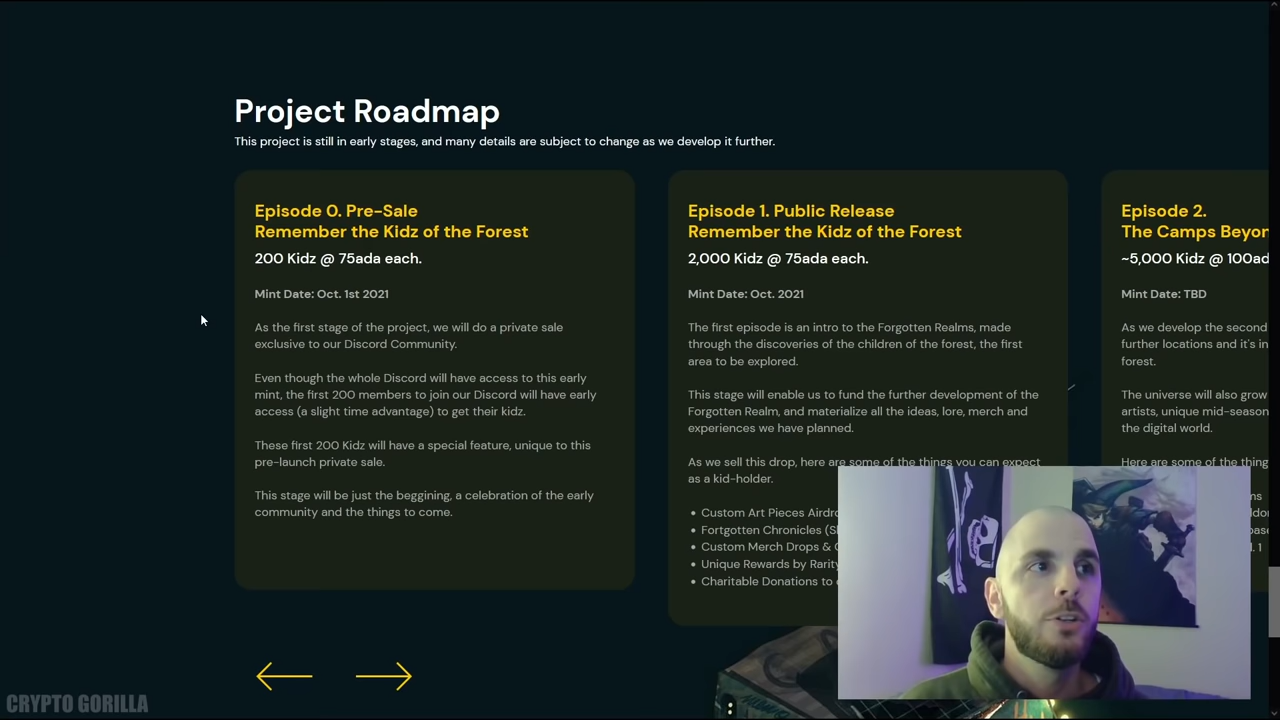 Project Roadmap
This project is still in early stages, and many details are subject to change as we develop it further.
Episode 0. Pre-Sale
Remember the Kidz of the Forest
200 Kidz @ 75ada each.
Mint Date: Oct. 1st 2021
As the first stage of the project, we will do a private sale
exclusive to our Discord Community.
Even though the whole Discord will have access to this early
mint, the first 200 members to join our Discord will have early
access (a slight time advantage) to get their kidz.
These first 200 Kidz will have a special feature, unique to this
pre-launch private sale.
This stage will be just the beggining, a celebration of the early
community and the things to come.
Episode 1. Public Release
Remember the Kidz of the Forest
2,000 Kidz @ 75ada each.
Mint Date: Oct. 2021
The first episode is an intro to the Forgotten Realms, made
through the discoveries of the children of the forest, the first
area to be explored.
This stage will enable us to fund the further development of the
Forgotten Realm, and materialize all the ideas, lore, merch and
experiences we have planned.
As we sell this drop, here are some of the things you can expect
as a kid-holder.
• Custom Art Pieces Airdro
• Fortgotten Chronicles (S
• Custom Merch Drops &
• Unique Rewards by Rarity
• Charitable Donations to
Episode 2.
The Camps Beyon
~5,000 Kidz @ 100ad
Mint Date: TBD
As we develop the second
further locations and it's in
forest.
The universe will also grow
artists, unique mid-season
the digital world.
Here are some of the thing
CRYPTO GORILLA